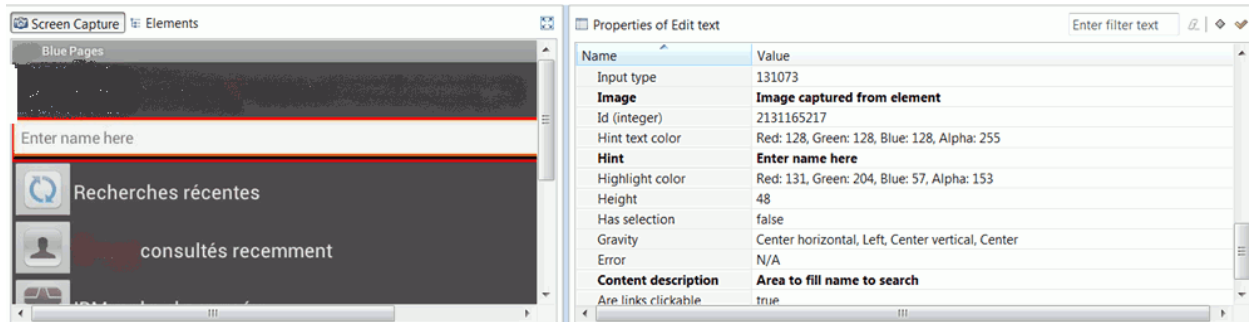 Screen Capture Elements
Blue Pages
Enter name here
Recherches récentes
consultés recemment
Properties of Edit text
Enter filter text
Name Value
Input type 131073
Image Image captured from element
Id (integer) 2131165217
Hint text color Red: 128, Green: 128, Blue: 128, Alpha: 255
Hint Enter name here
Highlight color Red: 131, Green: 204, Blue: 57, Alpha: 153
Height 48
Has selection false
Gravity Center horizontal, Left, Center vertical, Center
Error N/A
Content description Area to fill name to search
Are links clickable true